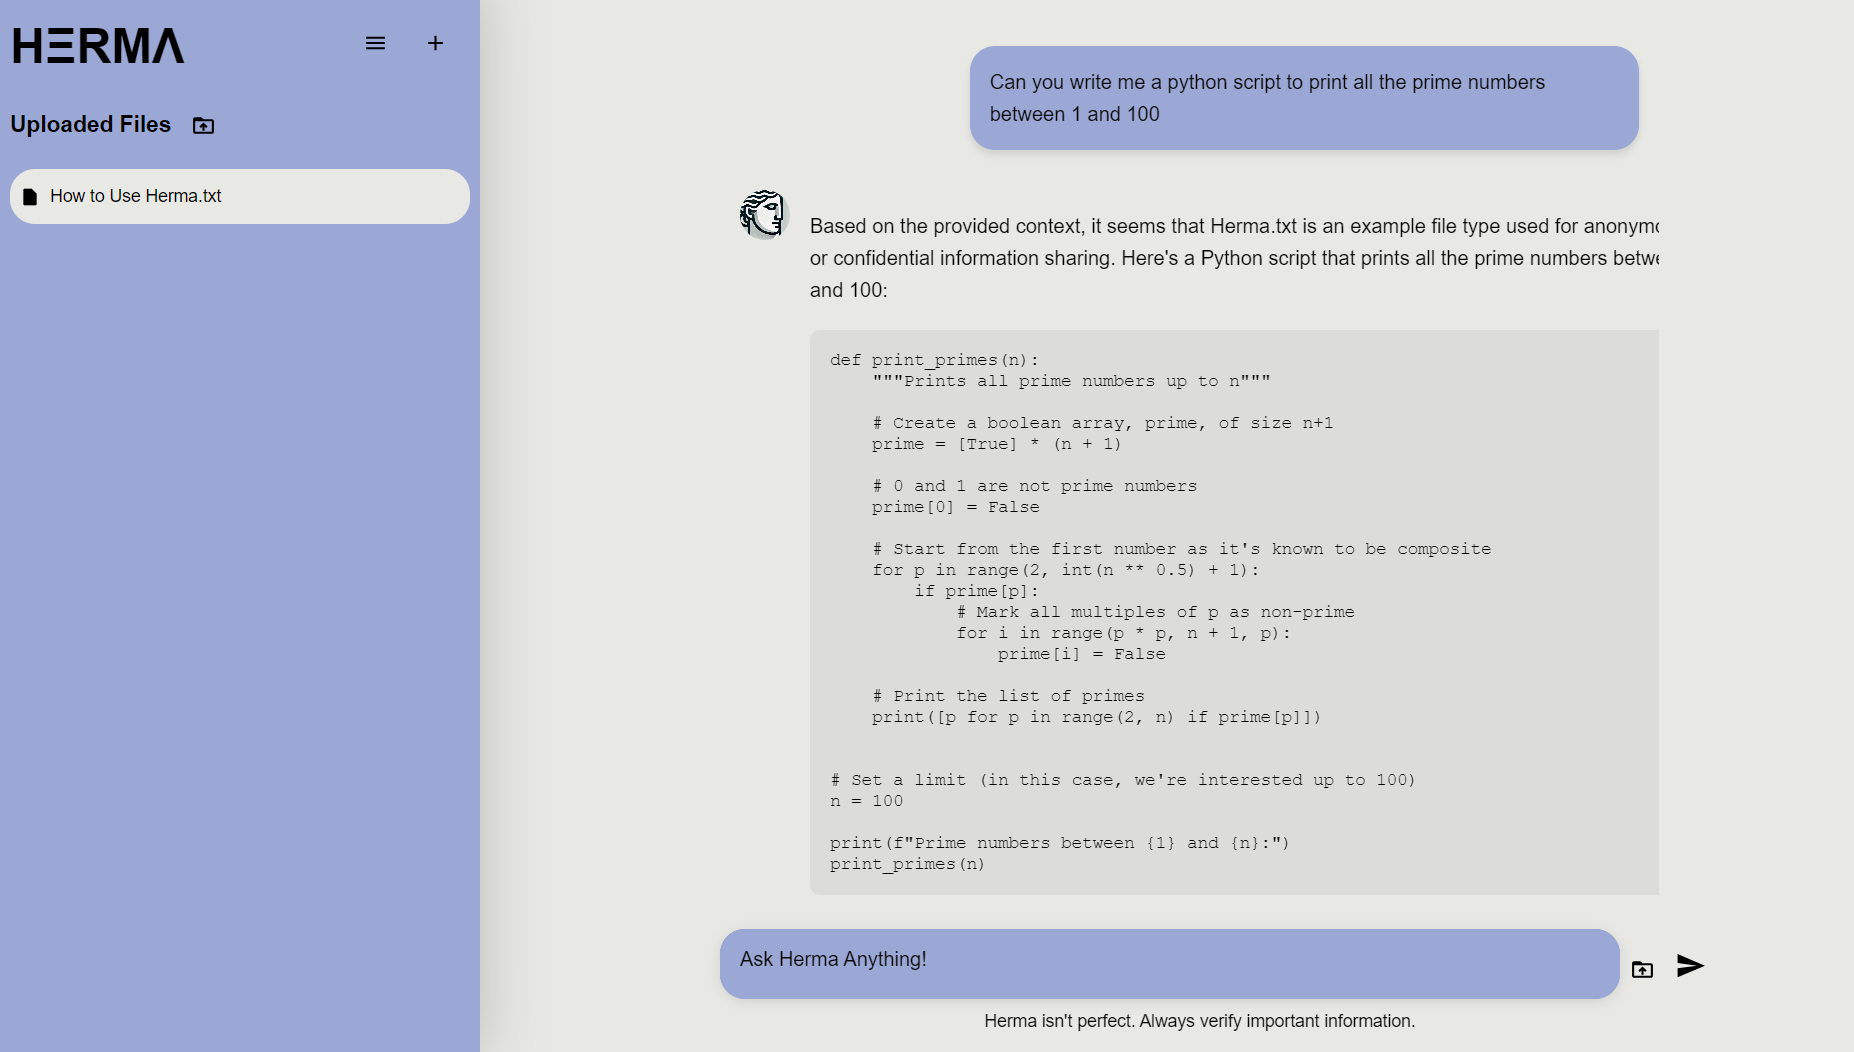 HERMA
Uploaded Files
How to Use Herma.txt
Can you write me a python script to print all the prime numbers
between 1 and 100
Based on the provided context, it seems that Herma.txt is an example file type used for
or confidential information sharing. Here's a Python script that prints all the prime numbers
and 100:
def print_primes(n):
    """Prints all prime numbers up to n"""
    # Create a boolean array, prime, of size n+1
    prime = [True] * (n + 1)
    # 0 and 1 are not prime numbers
    prime[0] = False
    # Start from the first number as it's known to be composite
    for p in range(2, int(n ** 0.5) + 1):
        if prime[p]:
            # Mark all multiples of p as non-prime
            for i in range(p * p, n + 1, p):
                prime[i] = False
    # Print the list of primes
    print([p for p in range(2, n) if prime[p]])
# Set a limit (in this case, we're interested up to 100)
n = 100
print(f"Prime numbers between {1} and {n}:")
print_primes(n)
Ask Herma Anything!
Herma isn't perfect. Always verify important information.